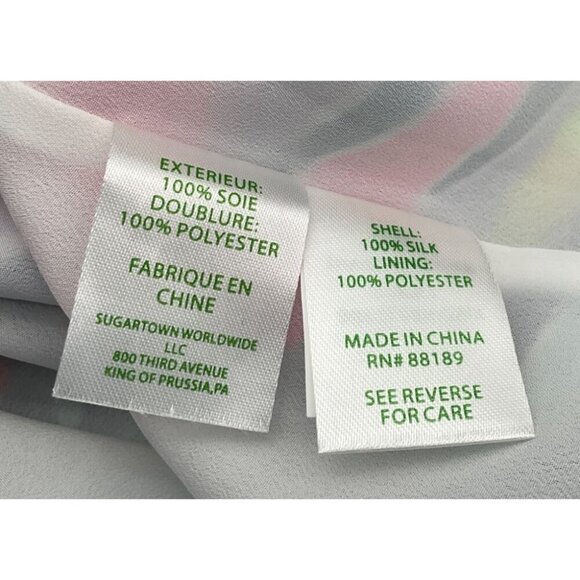 EXTERIEUR:
100% SOIE
DOUBLURE:
100% POLYESTER
FABRIQUE EN
CHINE
SUGARTOWN WORLDWIDE
LLC
800 THIRD AVENUE
KING OF PRUSSIA,PA
SHELL:
100% SILK
LINING:
100% POLYESTER
MADE IN CHINA
RN# 88189
SEE REVERSE
FOR CARE